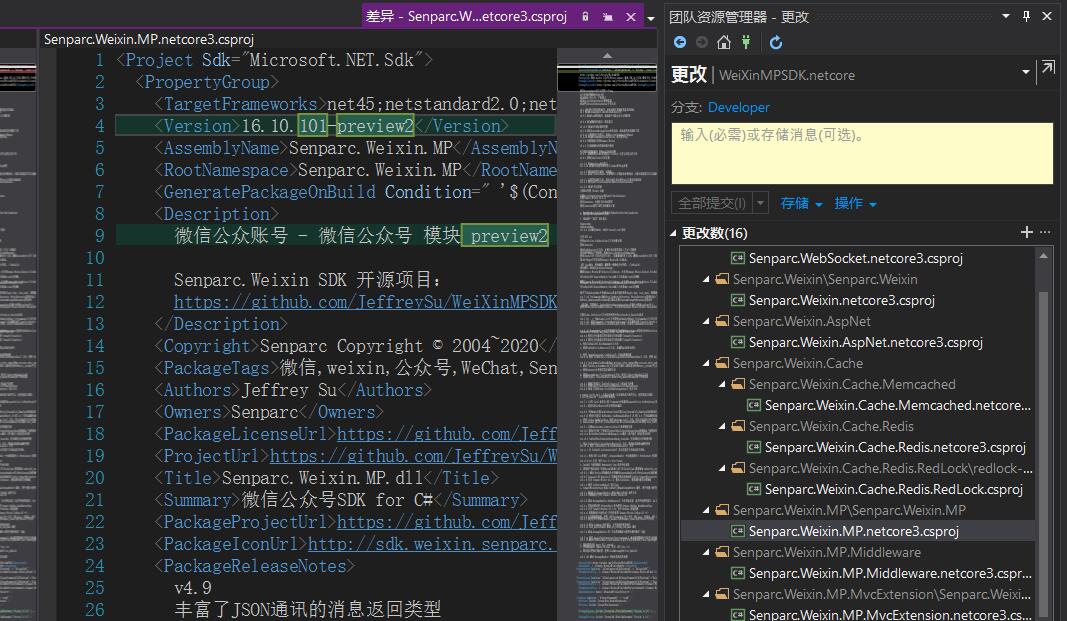 差异 - Senparc.W...etcore3.csproj
Senparc.Weixin.MP.netcore3.csproj
1 <Project Sdk="Microsoft.NET.Sdk">
2 <PropertyGroup>
3 <TargetFrameworks>net45;netstandard2.0;net
4 <Version>16.10.101-preview2</Version>
5 <AssemblyName>Senparc.Weixin.MP</AssemblyN
6 <RootNamespace>Senparc.Weixin.MP</RootName
7 <GeneratePackageOnBuild Condition=" '$(Con
8 <Description>
9 微信公众账号 - 微信公众号 模块 preview2
10
11 Senparc.Weixin SDK 开源项目:
12 https://github.com/JeffreySu/WeiXinMPSDK
13 </Description>
14 <Copyright>Senparc Copyright © 2004~2020</
15 <PackageTags>微信,weixin,公众号,WeChat,Sen
16 <Authors>Jeffrey Su</Authors>
17 <Owners>Senparc</Owners>
18 <PackageLicenseUrl>https://github.com/Jeff
19 <ProjectUrl>https://github.com/JeffreySu/W
20 <Title>Senparc.Weixin.MP.dll</Title>
21 <Summary>微信公众号SDK for C#</Summary>
22 <PackageProjectUrl>https://github.com/Jeff
23 <PackageIconUrl>http://sdk.weixin.senparc.
24 <PackageReleaseNotes>
25 v4.9
26 丰富了JSON通讯的消息返回类型
团队资源管理器 - 更改
更改 | WeiXinMPSDK.netcore
分支: Developer
输入(必需)或存储消息(可选)。
全部提交(I) 存储 操作
更改数(16)
Senparc.WebSocket.netcore3.csproj
Senparc.Weixin\Senparc.Weixin
Senparc.Weixin.netcore3.csproj
Senparc.Weixin.AspNet
Senparc.Weixin.AspNet.netcore3.csproj
Senparc.Weixin.Cache
Senparc.Weixin.Cache.Memcached
Senparc.Weixin.Cache.Memcached.netcore...
Senparc.Weixin.Cache.Redis
Senparc.Weixin.Cache.Redis.netcore3.csproj
Senparc.Weixin.Cache.Redis.RedLock\redlock-...
Senparc.Weixin.Cache.Redis.RedLock.csproj
Senparc.Weixin.MP\Senparc.Weixin.MP
Senparc.Weixin.MP.netcore3.csproj
Senparc.Weixin.MP.Middleware
Senparc.Weixin.MP.Middleware.netcore3.cspr...
Senparc.Weixin.MP.MvcExtension\Senparc.Weixi...
Senparc.Weixin.MP.MvcExtension.netcore3.cs...